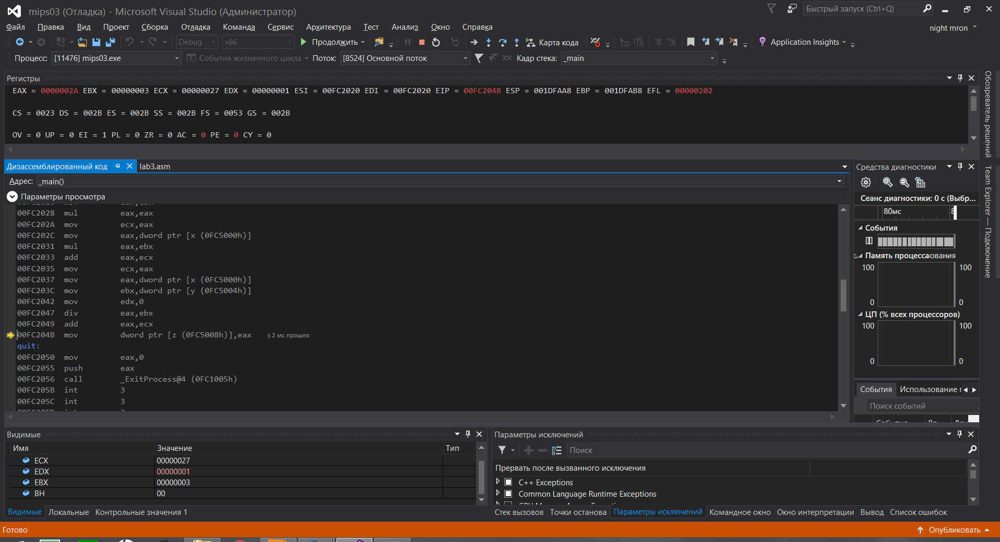 mips03 (Отладка) - Microsoft Visual Studio (Администратор)
Быстрый запуск (Ctrl+Q)
Файл Правка Вид Проект Сборка Отладка Команда Сервис Архитектура Тест Анализ Окно Справка
night mron
Debug x86 Продолжить Карта кода Application Insights
Процесс: [11476] mips03.exe События жизненного цикла Поток: [8524] Основной поток Кадр стека: _main
Регистры
EAX = 0000002A EBX = 00000003 ECX = 00000027 EDX = 00000001 ESI = 00FC2020 EDI = 00FC2020 EIP = 00FC204B ESP = 001DFAA8 EBP = 001DFAB8 EFL = 00000202
CS = 0023 DS = 002B ES = 002B SS = 002B FS = 0053 GS = 002B
OV = 0 UP = 0 EI = 1 PL = 0 ZR = 0 AC = 0 PE = 0 CY = 0
Дизассемблированный код lab3.asm
Адрес: _main()
Параметры просмотра
00FC2028 mul eax,eax
00FC202A mov ecx,eax
00FC202C mov eax,dword ptr [x (0FC5000h)]
00FC2031 mul eax,ebx
00FC2033 add eax,ecx
00FC2035 mov ecx,eax
00FC2037 mov eax,dword ptr [x (0FC5000h)]
00FC203C mov ebx,dword ptr [y (0FC5004h)]
00FC2042 mov edx,0
00FC2047 div eax,ebx
00FC2049 add eax,ecx
00FC204B mov dword ptr [z (0FC5008h)],eax ≤ 2 мс прошло
quit:
00FC2050 mov eax,0
00FC2055 push eax
00FC2056 call _ExitProcess@4 (0FC1005h)
00FC205B int 3
00FC205C int 3
Средства диагностики
Сеанс диагностики: 0 с (Выбр...
80мс
События
Память процесса
100 100
0 0
ЦП (% всех процессоров)
100 100
0 0
События Использование
Поиск событий
Обозреватель решений
Team Explorer — Подключение
Видимые
Имя Значение Тип
ECX 00000027
EDX 00000001
EBX 00000003
BH 00
Видимые Локальные Контрольные значения 1
Параметры исключений
Поиск
Прервать после вызванного исключения
C++ Exceptions
Common Language Runtime Exceptions
Стек вызовов Точки останова Параметры исключений Командное окно Окно интерпретации Вывод Список ошибок
Готово
Опубликовать